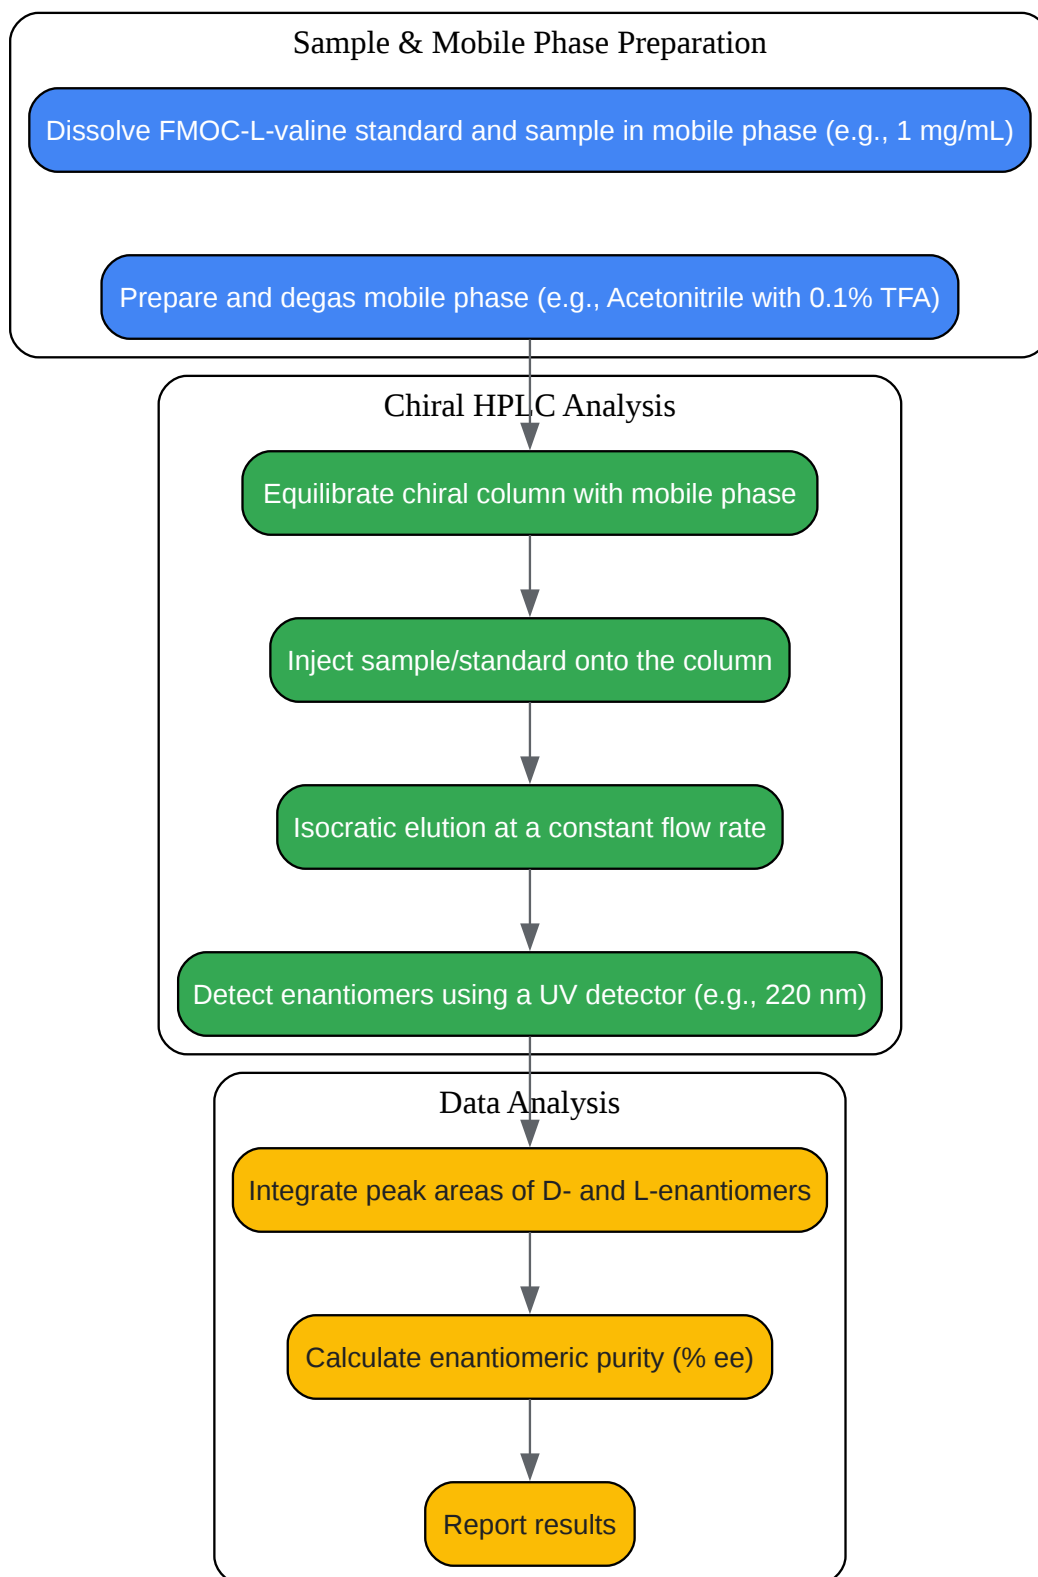 Sample & Mobile Phase Preparation
Dissolve FMOC-L-valine standard and sample in mobile phase (e.g., 1 mg/mL)
Prepare and degas mobile phase (e.g., Acetonitrile with 0.1% TFA)
Chiral HPLC Analysis
Equilibrate chiral column with mobile phase
Inject sample/standard onto the column
Isocratic elution at a constant flow rate
Detect enantiomers using a UV detector (e.g., 220 nm)
Data Analysis
Integrate peak areas of D- and L-enantiomers
Calculate enantiomeric purity (% ee)
Report results